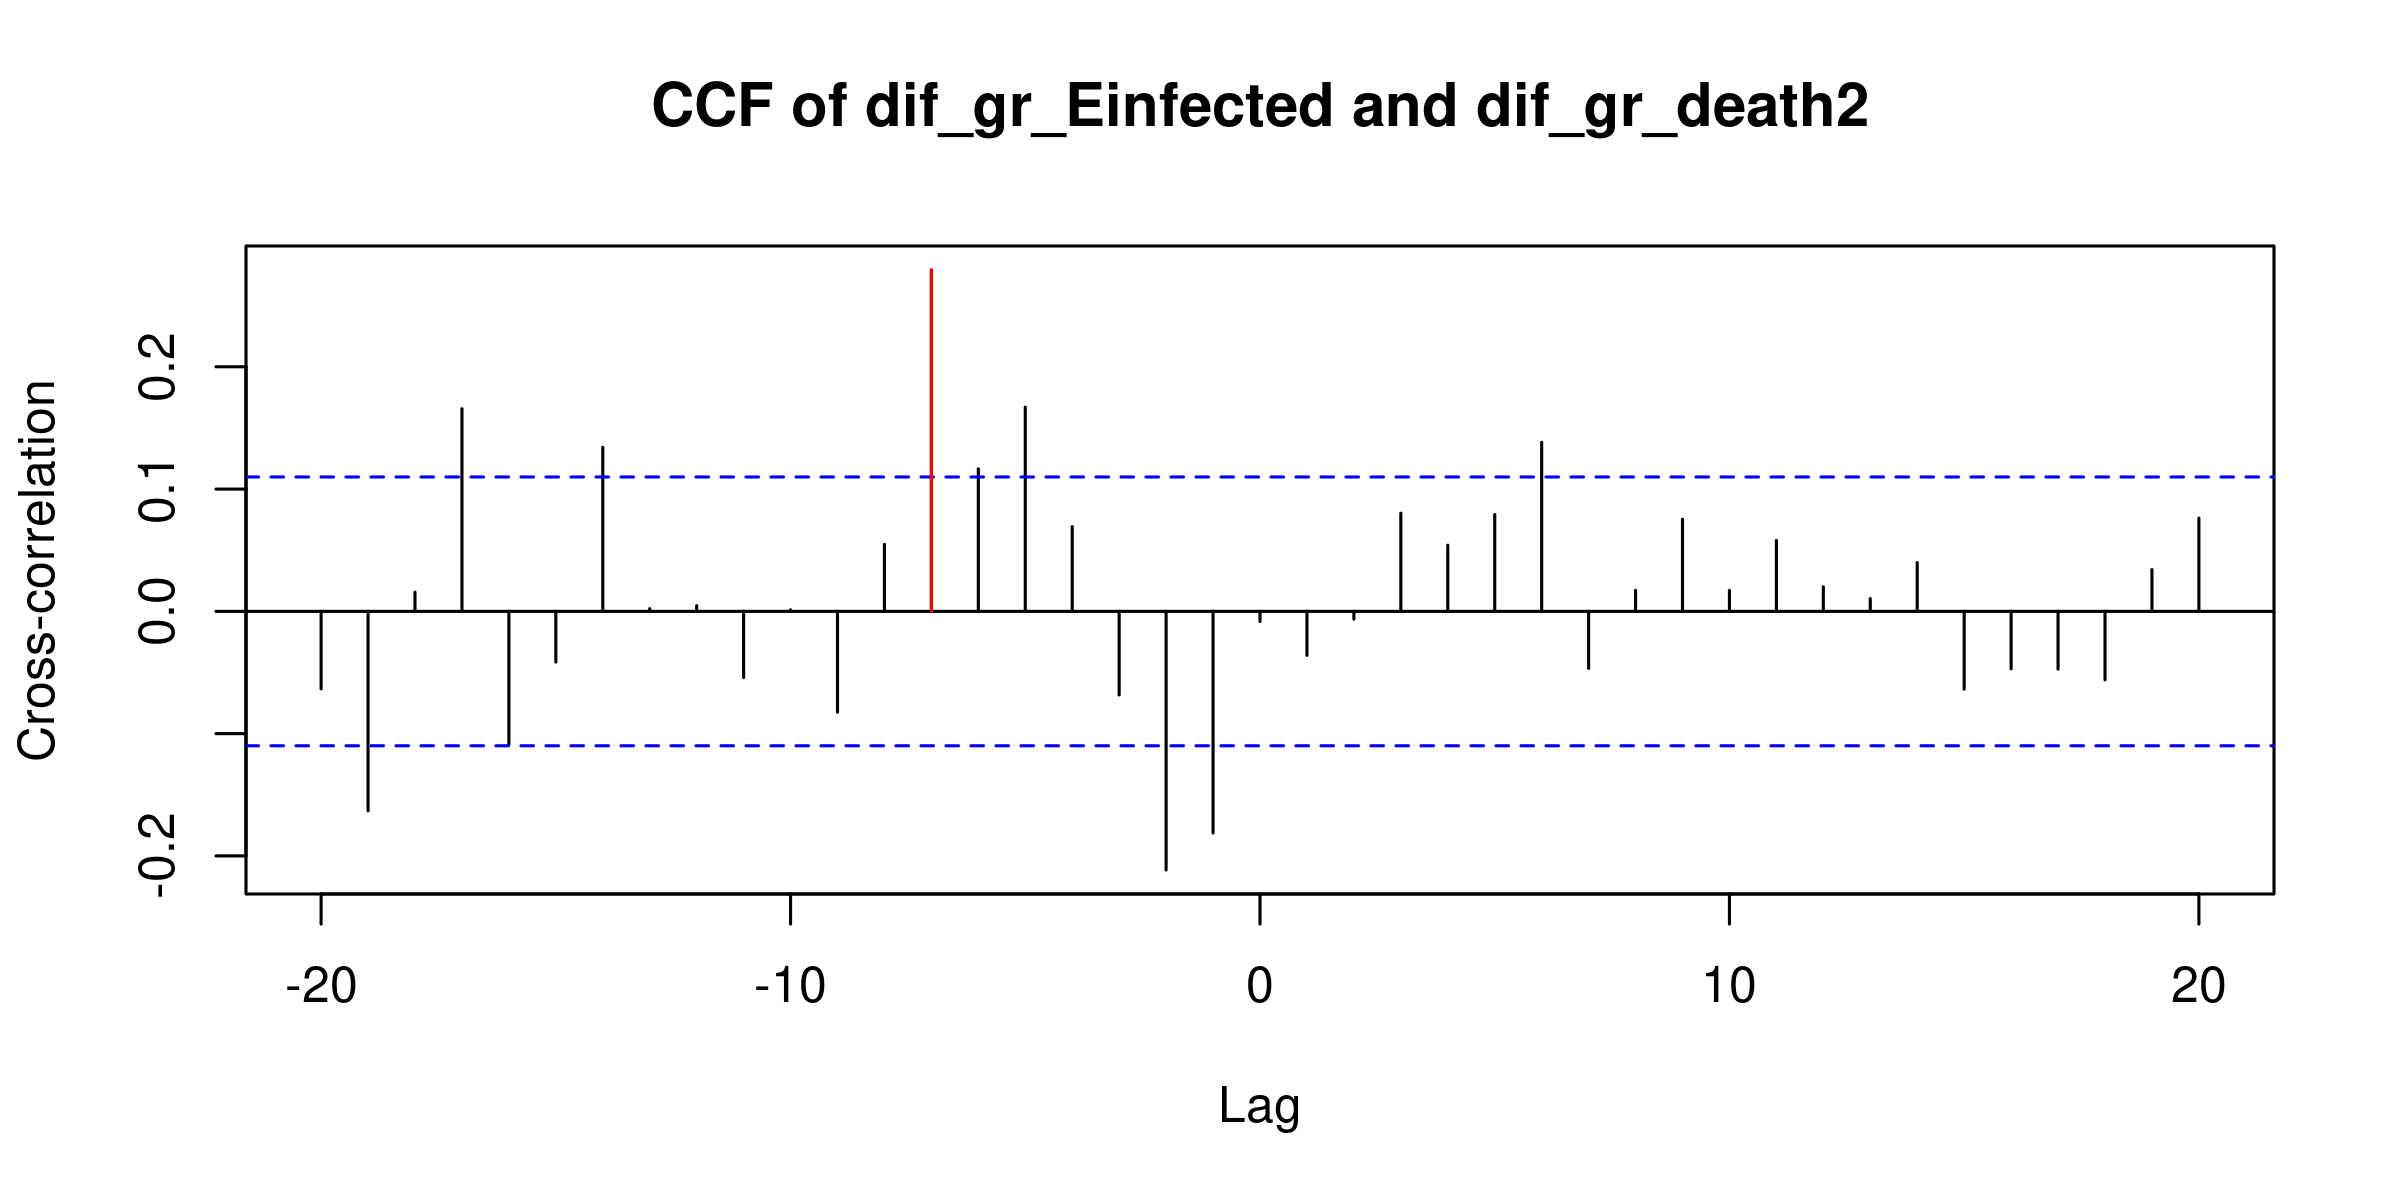 CCF of dif_gr_Einfected and dif_gr_death2
Cross-correlation
0.2
0.1
0.0
-0.2
-20 -10 0 10 20
Lag